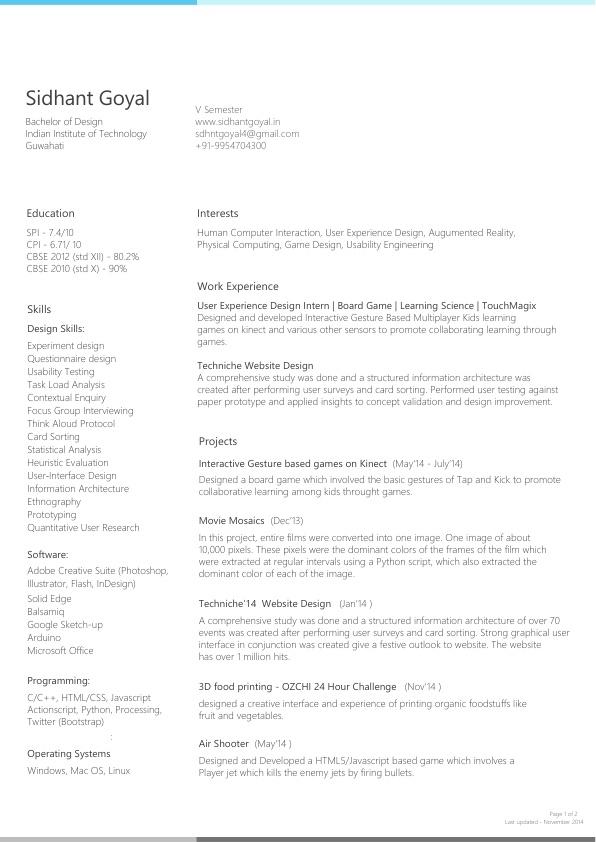 Sidhant Goyal
Bachelor of Design
Indian Institute of Technology
Guwahati
V Semester
www.sidhantgoyal.in
sdhntgoyal4@gmail.com
+91-9954704300
Education
SPI - 7.4/10
CPI - 6.71/ 10
CBSE 2012 (std XII) - 80.2%
CBSE 2010 (std X) - 90%
Skills
Design Skills:
Experiment design
Questionnaire design
Usability Testing
Task Load Analysis
Contextual Enquiry
Focus Group Interviewing
Think Aloud Protocol
Card Sorting
Statistical Analysis
Heuristic Evaluation
User-Interface Design
Information Architecture
Ethnography
Prototyping
Quantitative User Research
Software:
Adobe Creative Suite (Photoshop,
Illustrator, Flash, InDesign)
Solid Edge
Balsamiq
Google Sketch-up
Arduino
Microsoft Office
Programming:
C/C++, HTML/CSS, Javascript
Actionscript, Python, Processing,
Twitter (Bootstrap)
:
Operating Systems
Windows, Mac OS, Linux
Interests
Human Computer Interaction, User Experience Design, Augumented Reality,
Physical Computing, Game Design, Usability Engineering
Work Experience
User Experience Design Intern | Board Game | Learning Science | TouchMagix
Designed and developed Interactive Gesture Based Multiplayer Kids learning
games on kinect and various other sensors to promote collaborating learning through
games.
Techniche Website Design
A comprehensive study was done and a structured information architecture was
created after performing user surveys and card sorting. Performed user testing against
paper prototype and applied insights to concept validation and design improvement.
Projects
Interactive Gesture based games on Kinect (May'14 - July'14)
Designed a board game which involved the basic gestures of Tap and Kick to promote
collaborative learning among kids throught games.
Movie Mosaics (Dec'13)
In this project, entire films were converted into one image. One image of about
10,000 pixels. These pixels were the dominant colors of the frames of the film which
were extracted at regular intervals using a Python script, which also extracted the
dominant color of each of the image.
Techniche'14 Website Design (Jan'14 )
A comprehensive study was done and a structured information architecture of over 70
events was created after performing user surveys and card sorting. Strong graphical user
interface in conjunction was created give a festive outlook to website. The website
has over 1 million hits.
3D food printing - OZCHI 24 Hour Challenge (Nov'14 )
designed a creative interface and experience of printing organic foodstuffs like
fruit and vegetables.
Air Shooter (May'14 )
Designed and Developed a HTML5/Javascript based game which involves a
Player jet which kills the enemy jets by firing bullets.
Page 1 of 2
Last updated - November 2014